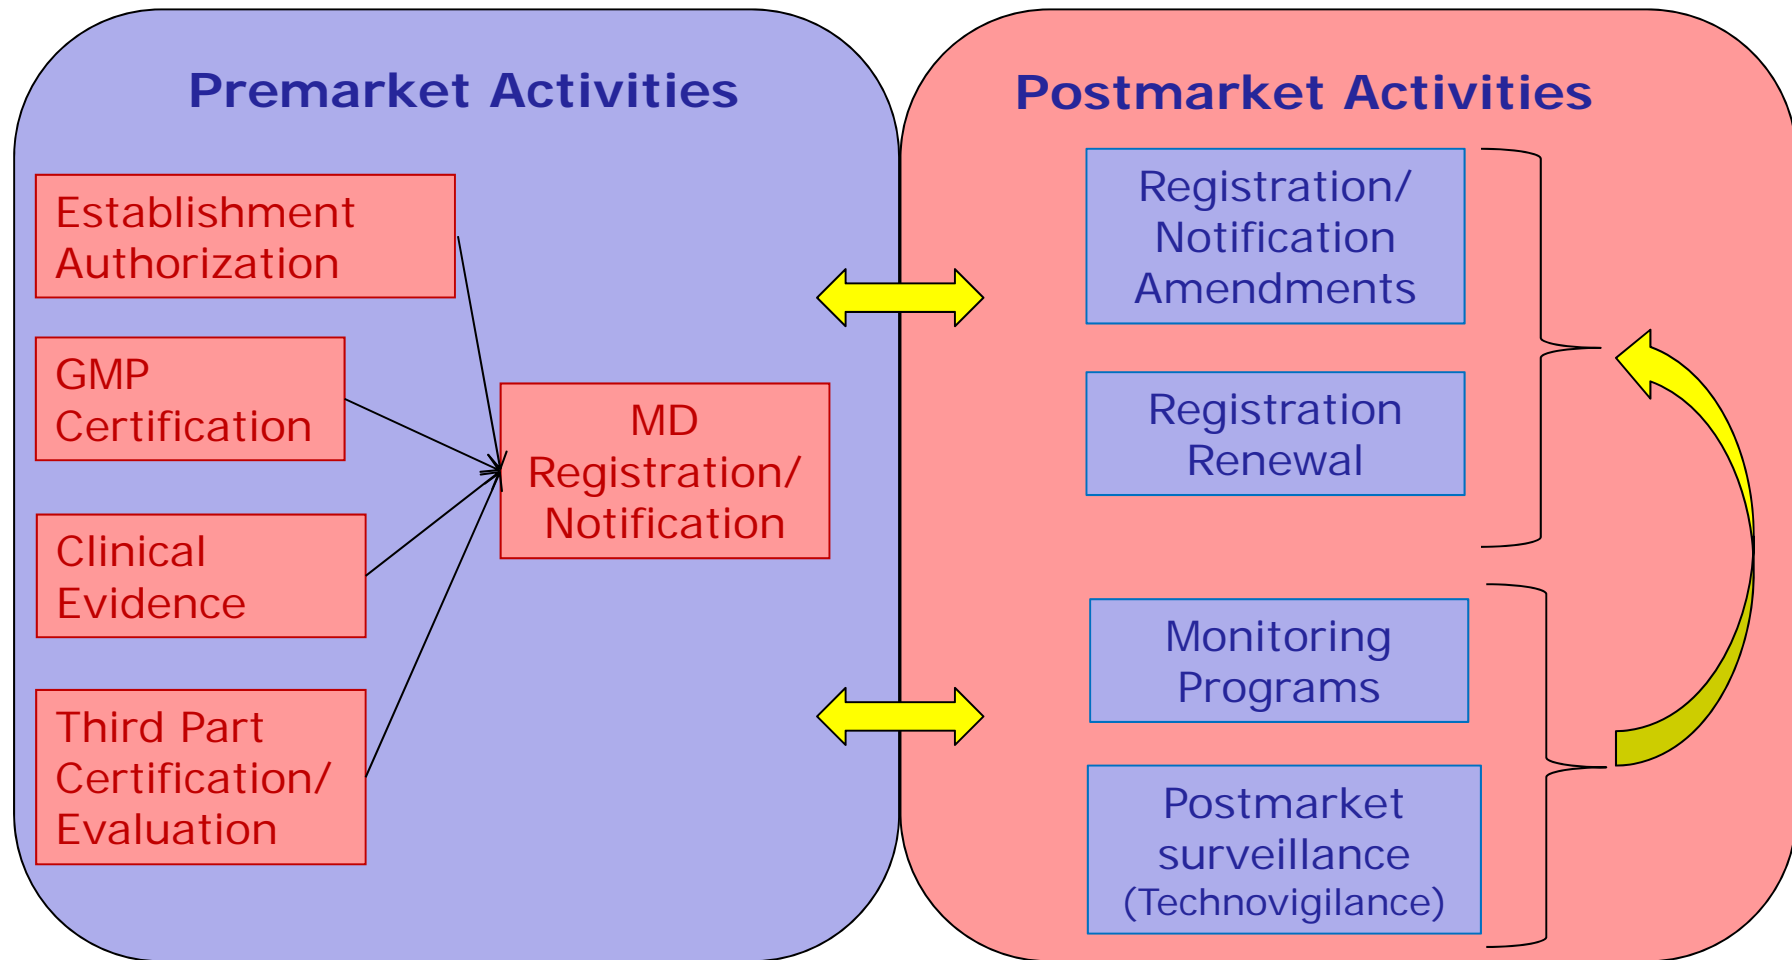 Premarket Activities
Establishment
Authorization
GMP
Certification
Clinical
Evidence
Third Part
Certification/
Evaluation
MD
Registration/
Notification
Postmarket Activities
Registration/
Notification
Amendments
Registration
Renewal
Monitoring
Programs
Postmarket
surveillance
(Technovigilance)